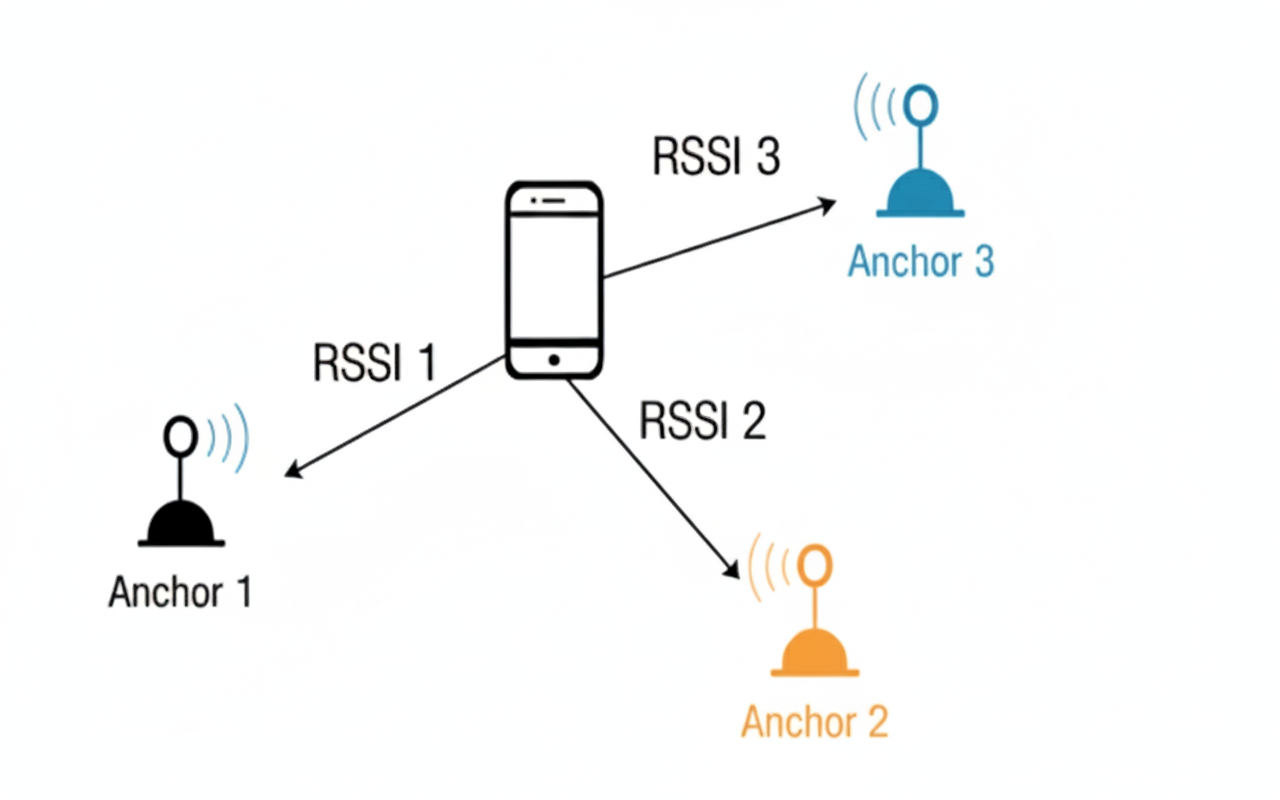 RSSI 3
Anchor 3
RSSI 1
RSSI 2
Anchor 1
Anchor 2